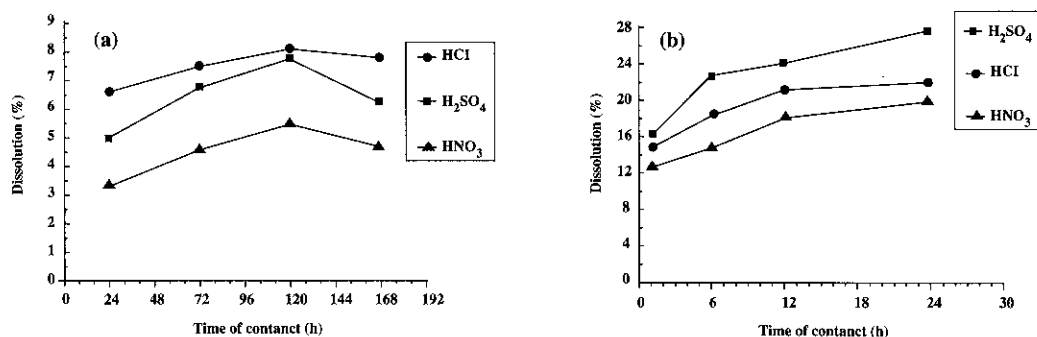 (a)
Dissolution (%)
9
8
7
6
5
4
3
2
1
0
0 24 48 72 96 120 144 168 192
Time of contanct (h)
HCI
H₂SO₄
HNO₃
(b)
Dissolution (%)
28
24
20
16
12
8
4
0
0 6 12 18 24 30
Time of contanct (h)
H₂SO₄
HCI
HNO₃